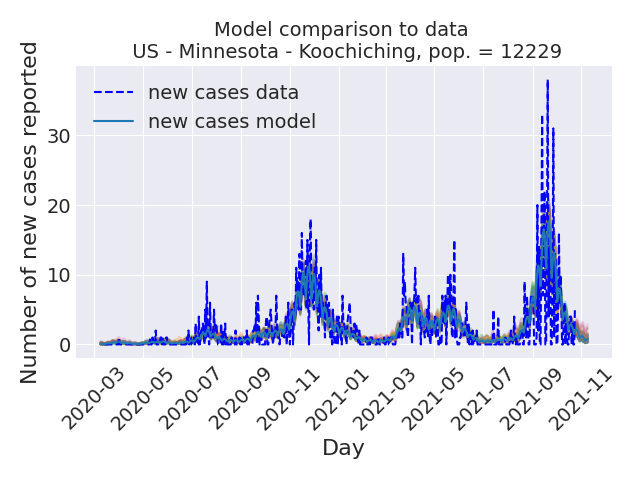 Model comparison to data
US - Minnesota - Koochiching, pop. = 12229
Number of new cases reported
new cases data
new cases model
30
20
10
0
2020-03
2020-05
2020-07
2020-09
2020-11
2021-01
2021-03
2021-05
2021-07
2021-09
2021-11
Day